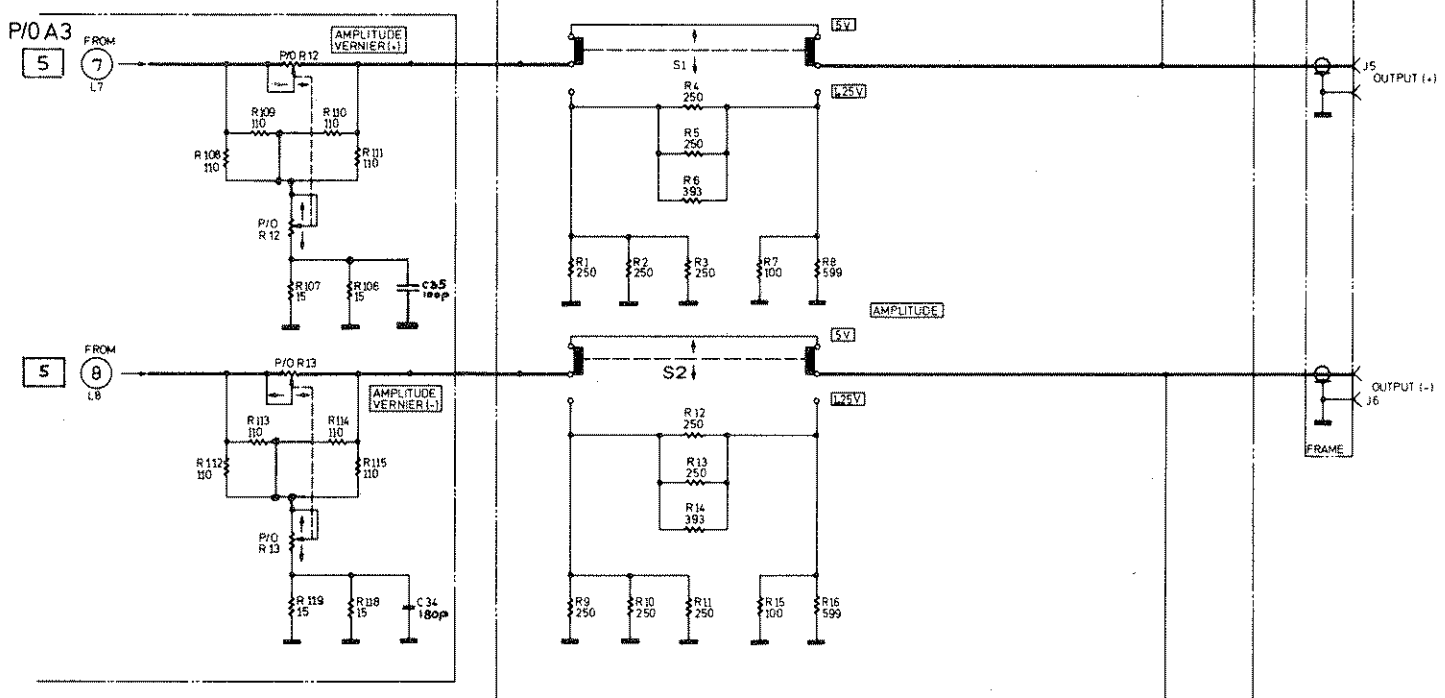 P/O A3
5
FROM
7
L7
P/O R12
AMPLITUDE
VERNIER (+)
R109
110
R110
110
R108
110
R111
110
P/O
R12
R107
15
R106
15
5V
S1
1.25V
R4
250
R5
250
R6
393
R1
250
R2
250
R3
250
R7
100
R8
599
J5
OUTPUT (+)
AMPLITUDE
5
FROM
8
L8
P/O R13
AMPLITUDE
VERNIER (-)
R113
110
R114
110
R112
110
R115
110
P/O
R13
R119
15
R118
15
C34
180p
5V
S2
1.25V
R12
250
R13
250
R14
393
R9
250
R10
250
R11
250
R15
100
R16
599
OUTPUT (-)
J6
FRAME